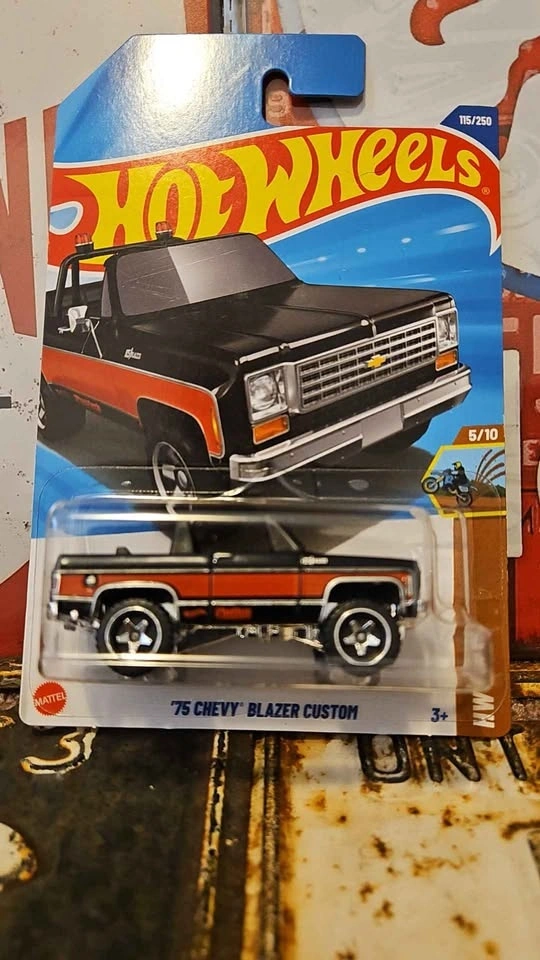 115/250
HOT WHEELS
®
5/10
MATTEL
'75 CHEVY® BLAZER CUSTOM
3+
HW